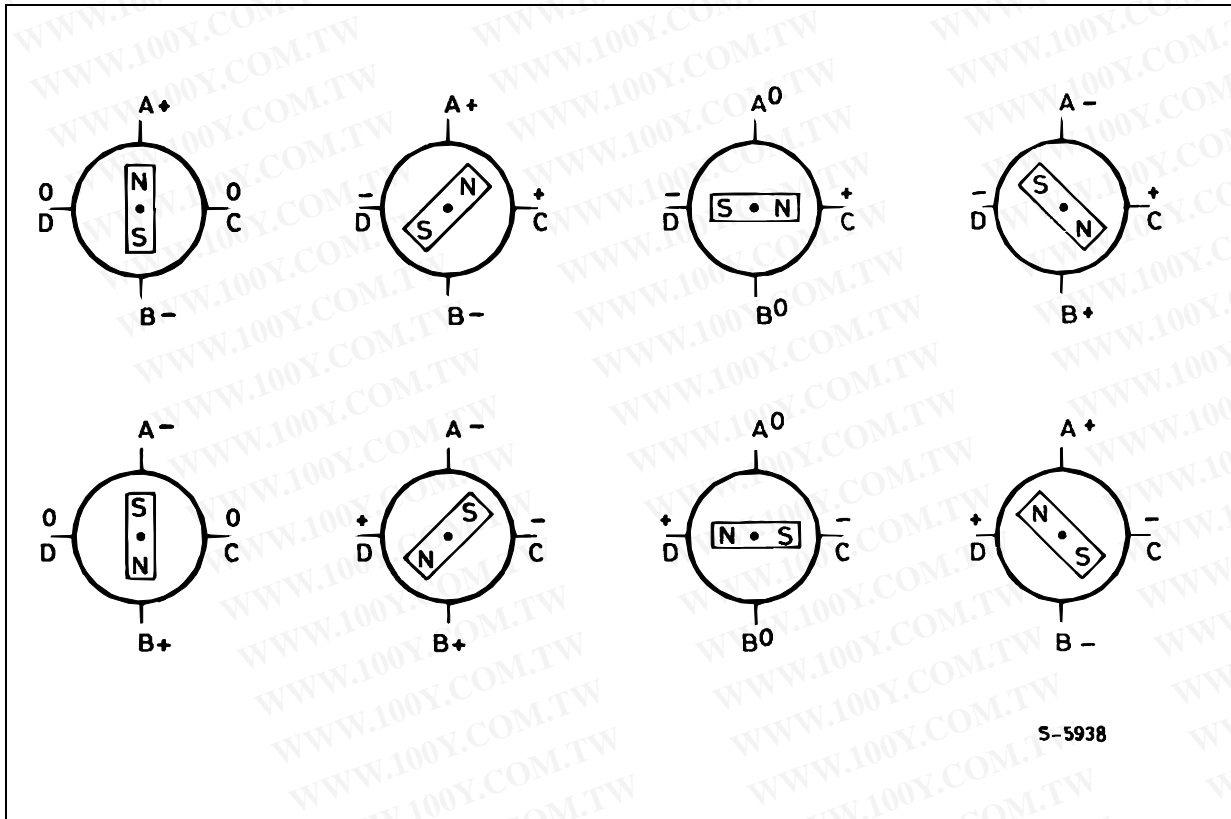 A+ A+ A0 A-
0 0 - + - + - +
N N S
S N
D C D C D C D C
S S N
B- B- B0 B+
A- A- A0 A+
0 0 + - + - + -
S S N
N S
D C D C D C D C
N N S
B+ B+ B0 B-
S-5938
WWW.100Y.COM.TW